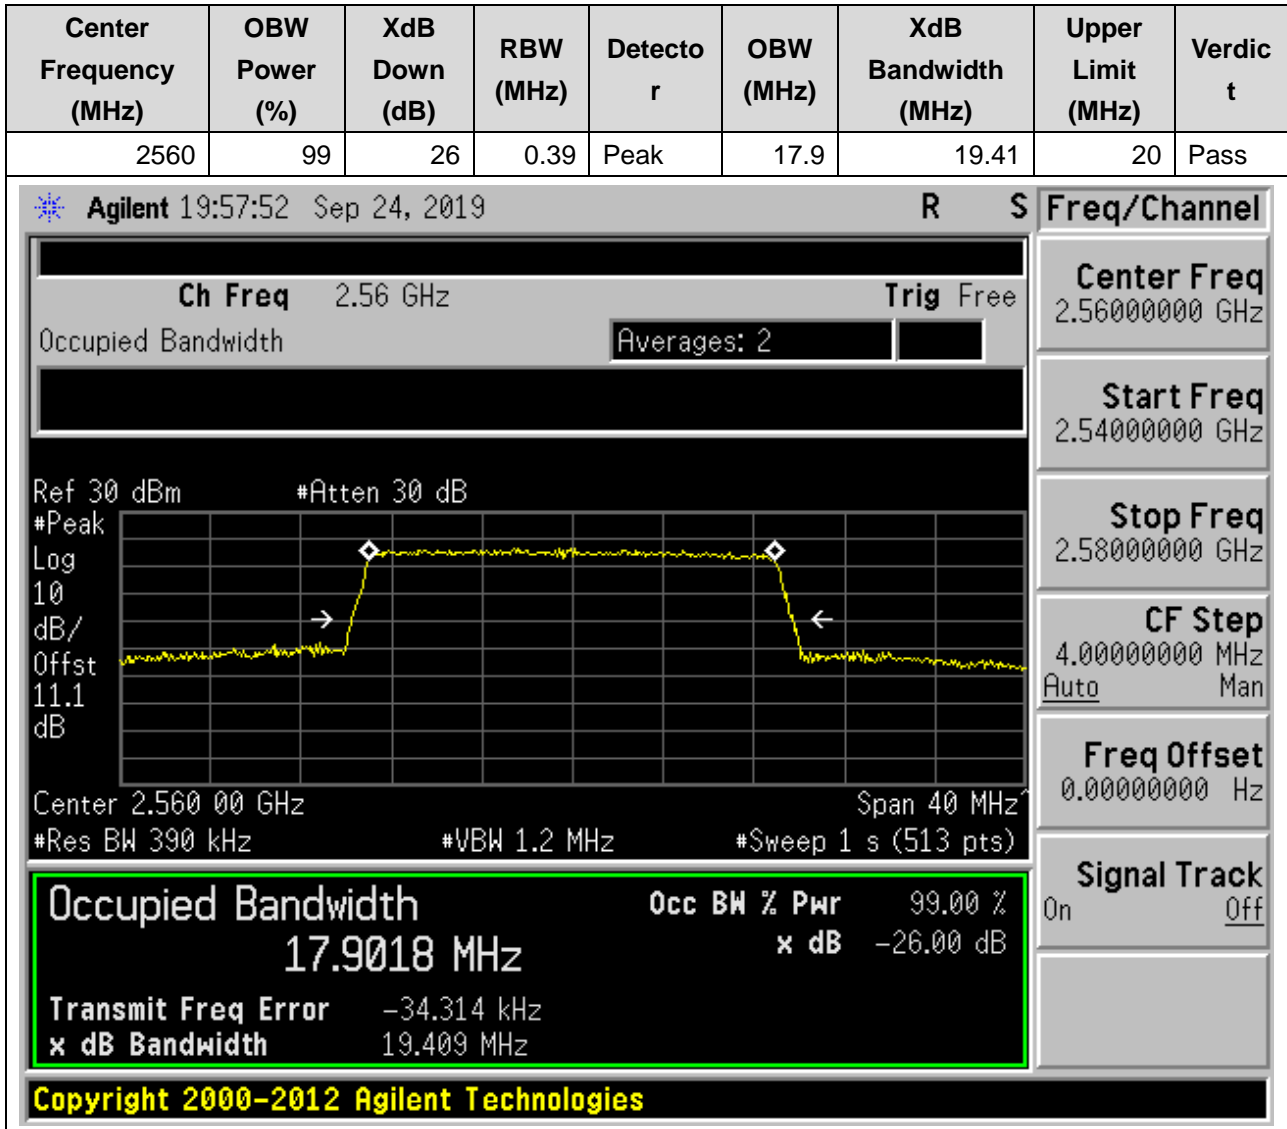 Center Frequency (MHz) OBW Power (%) XdB Down (dB) RBW (MHz) Detecto r OBW (MHz) XdB Bandwidth (MHz) Upper Limit (MHz) Verdic t
2560 99 26 0.39 Peak 17.9 19.41 20 Pass
Agilent 19:57:52 Sep 24, 2019 R S
Freq/Channel
Ch Freq 2.56 GHz Trig Free
Occupied Bandwidth Averages: 2
Center Freq
2.56000000 GHz
Start Freq
2.54000000 GHz
Stop Freq
2.58000000 GHz
CF Step
4.00000000 MHz
Auto Man
Freq Offset
0.00000000 Hz
Signal Track
On Off
Ref 30 dBm #Atten 30 dB
#Peak
Log
10
dB/
Offst
11.1
dB
Center 2.560 00 GHz Span 40 MHz^
#Res BW 390 kHz #VBW 1.2 MHz #Sweep 1 s (513 pts)
Occupied Bandwidth Occ BW % Pwr 99.00 %
17.9018 MHz x dB -26.00 dB
Transmit Freq Error -34.314 kHz
x dB Bandwidth 19.409 MHz
Copyright 2000-2012 Agilent Technologies